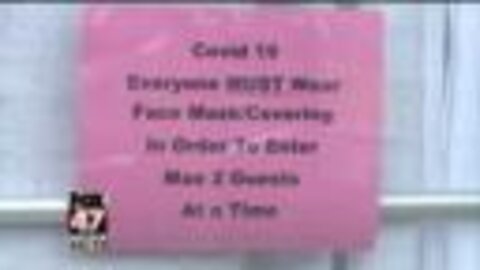 Covid 19
Everyone MUST Wear
Face Mask/Covering
In Order To Enter
Max 2 Guests
At a Time
FOX
47